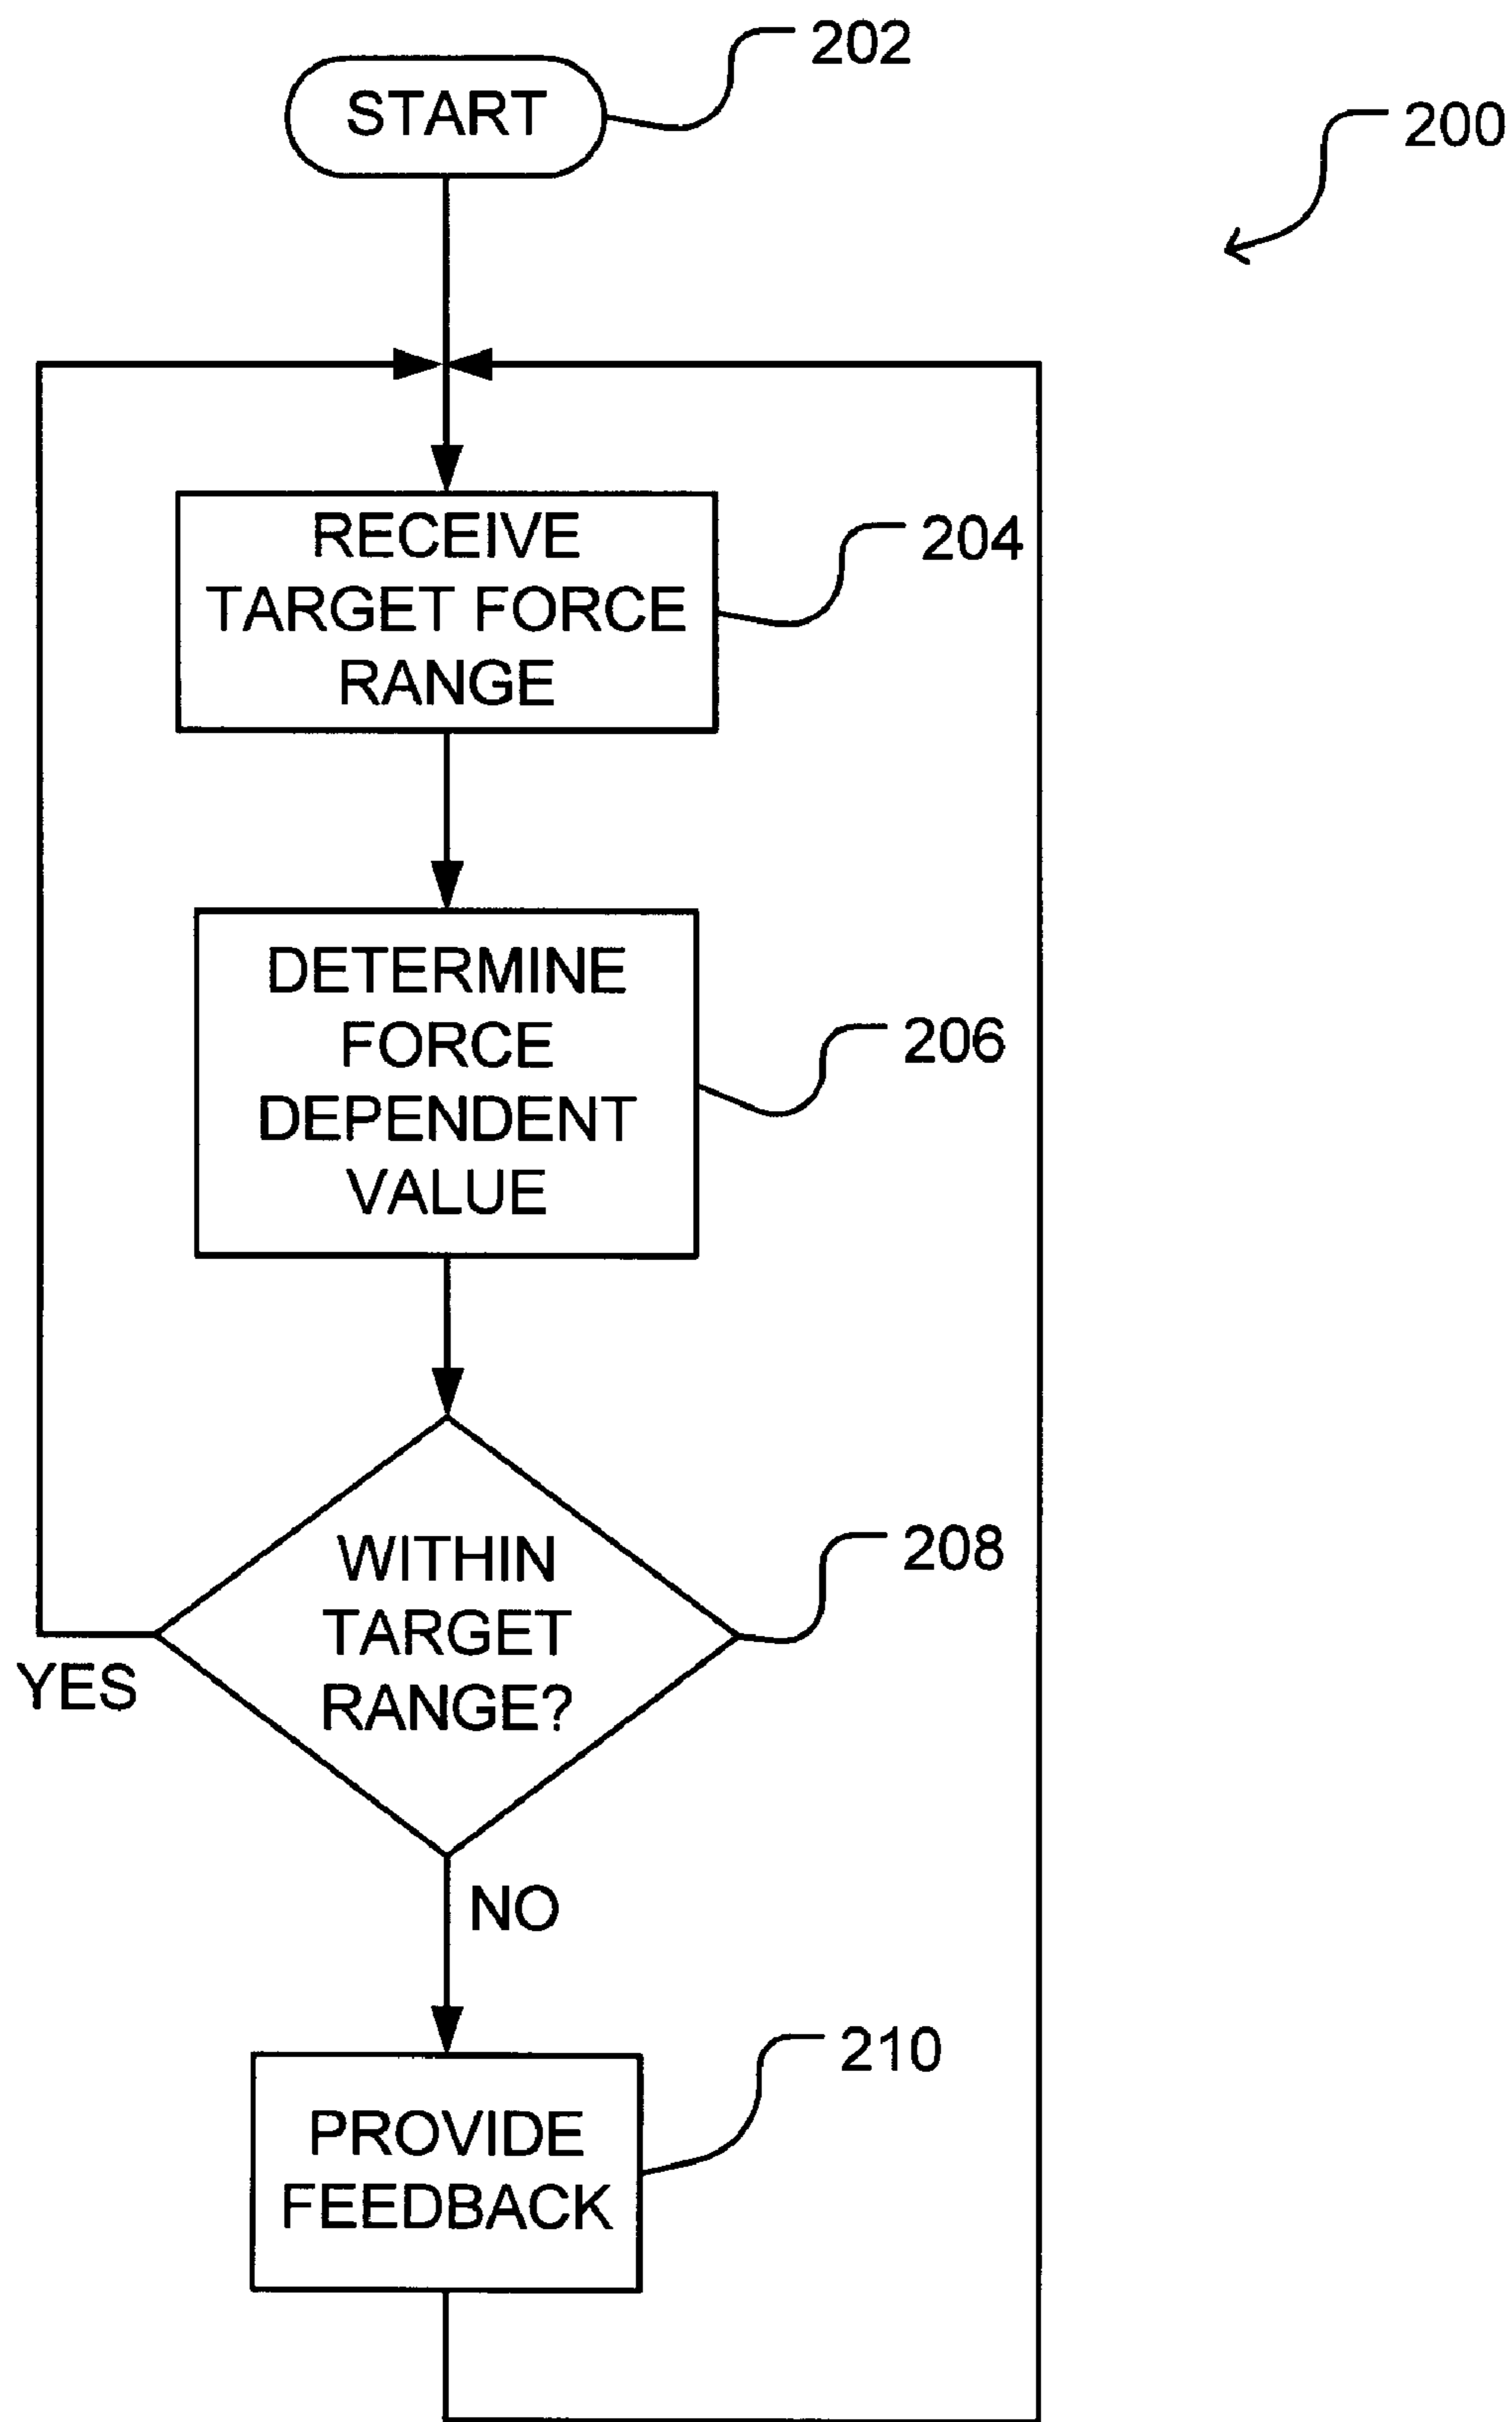 START
202
200
RECEIVE
TARGET FORCE
RANGE
204
DETERMINE
FORCE
DEPENDENT
VALUE
206
WITHIN
TARGET
RANGE?
208
YES
NO
PROVIDE
FEEDBACK
210